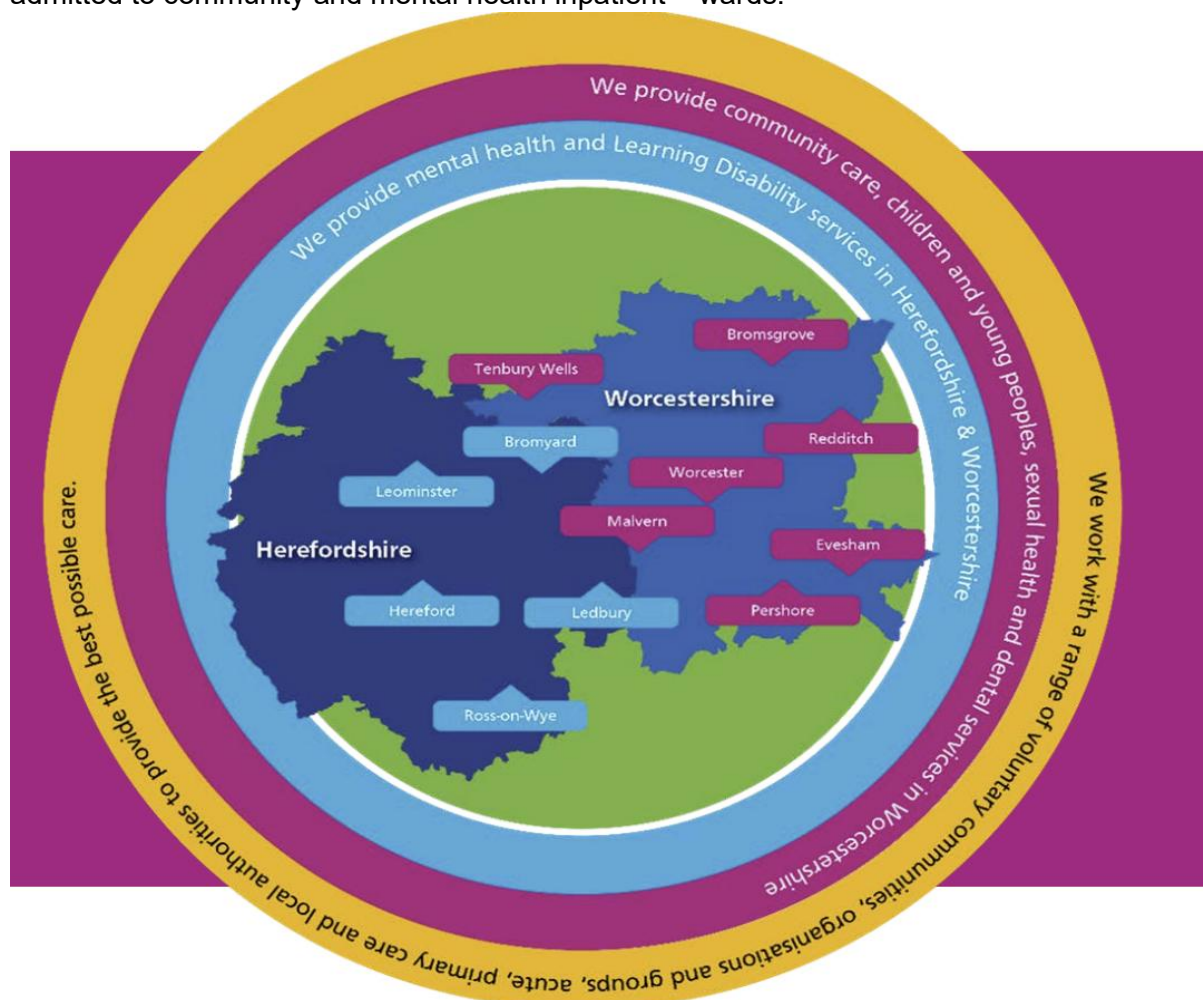 admitted to community and mental health inpatient wards.
We provide community care, children and young peoples, sexual health and dental services in Worcestershire
We provide mental health and Learning Disability services in Herefordshire & Worcestershire
Bromsgrove
Tenbury Wells
Worcestershire
Redditch
Bromyard
Worcester
Leominster
Malvern
Evesham
Herefordshire
Hereford
Ledbury
Pershore
Ross-on-Wye
We work with a range of voluntary communities, organisations and groups, acute, primary care and local authorities to provide the best possible care.